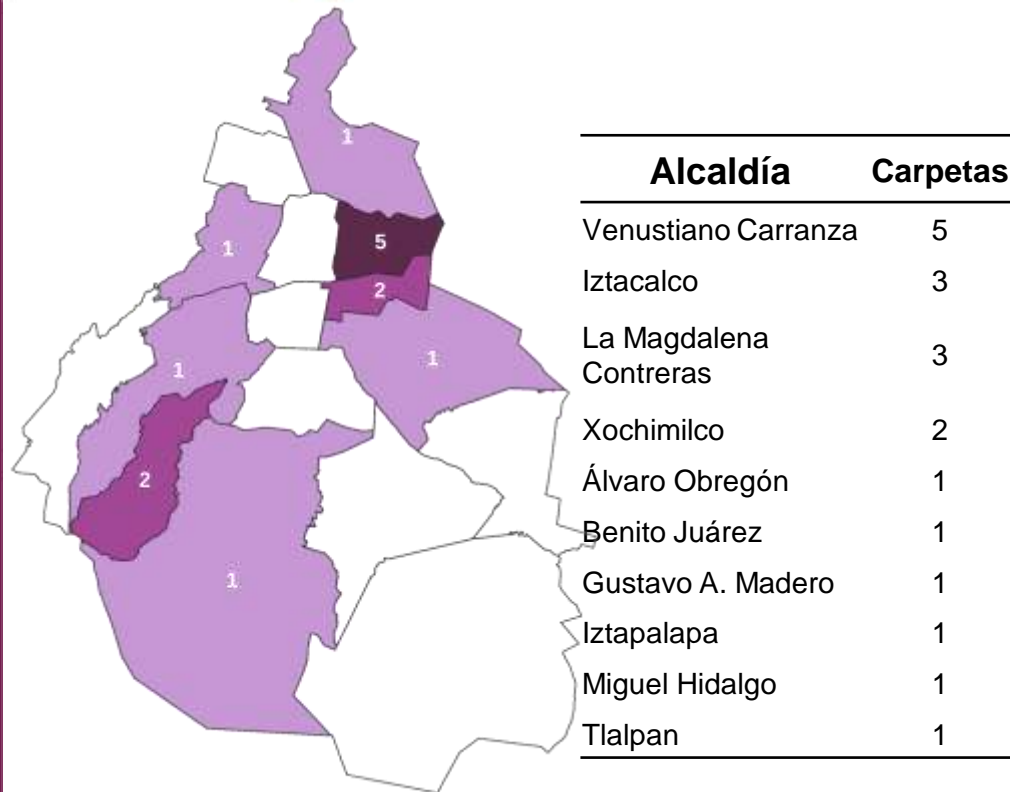 1
1
5
2
1
1
2
1
Alcaldía Carpetas
Venustiano Carranza 5
Iztacalco 3
La Magdalena
Contreras 3
Xochimilco 2
Álvaro Obregón 1
Benito Juárez 1
Gustavo A. Madero 1
Iztapalapa 1
Miguel Hidalgo 1
Tlalpan 1